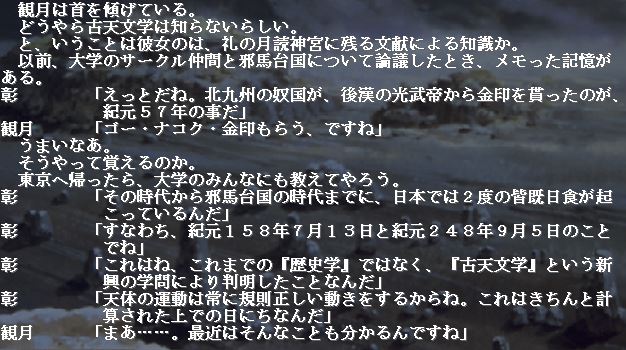 観月は首を傾げている。
どうやら古天文学は知らないらしい。
と、いうことは彼女のは、礼の月読神宮に残る文献による知識か。
以前、大学のサークル仲間と邪馬台国について論議したとき、メモった記憶が
ある。
彰　「えっとだね。北九州の奴国が、後漢の光武帝から金印を貰ったのが、
紀元５７年の事だ」
観月　「ゴー・ナコク・金印もらう、ですね」
うまいなあ。
そうやって覚えるのか。
東京へ帰ったら、大学のみんなにも教えてやろう。
彰　「その時代から邪馬台国の時代までに、日本では２度の皆既日食が起
こっているんだ」
彰　「すなわち、紀元１５８年７月１３日と紀元２４８年９月５日のこと
でね」
彰　「これはね、これまでの『歴史学』ではなく、『古天文学』という新
興の学問により判明したことなんだ」
彰　「天体の運動は常に規則正しい動きをするからね。これはきちんと計
算された上での日にちなんだ」
観月　「まあ……。最近はそんなことも分かるんですね」